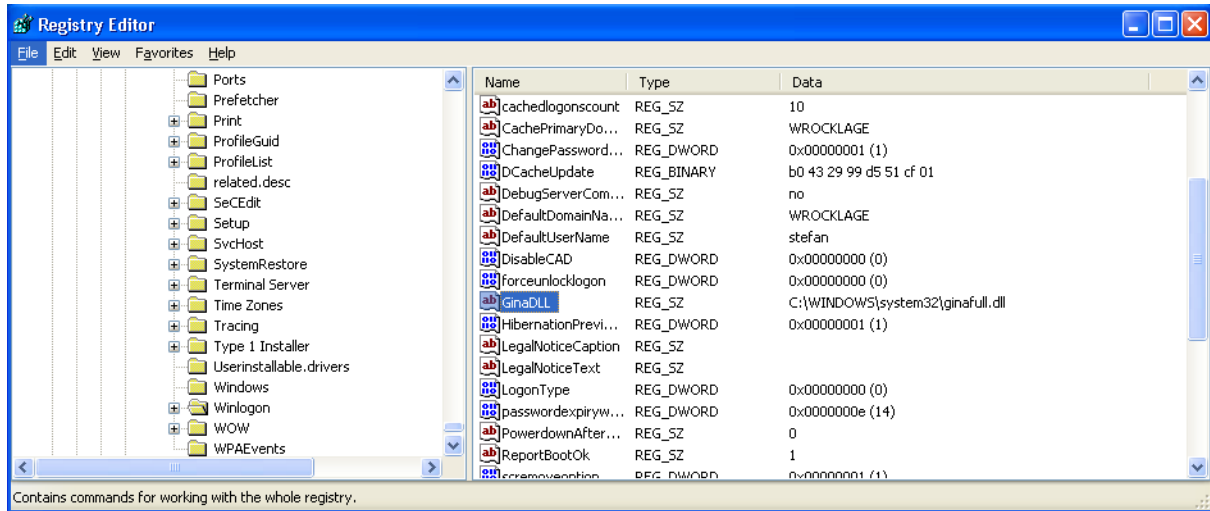 Registry Editor
File Edit View Favorites Help
Ports
Prefetcher
Print
ProfileGuid
ProfileList
related.desc
SeCEdit
Setup
SvcHost
SystemRestore
Terminal Server
Time Zones
Tracing
Type 1 Installer
Userinstallable.drivers
Windows
Winlogon
WOW
WPAEvents
Name Type Data
cachedlogonscount REG_SZ 10
CachePrimaryDo... REG_SZ WROCKLAGE
ChangePassword... REG_DWORD 0x00000001 (1)
DCacheUpdate REG_BINARY b0 43 29 99 d5 51 cf 01
DebugServerCom... REG_SZ no
DefaultDomainNa... REG_SZ WROCKLAGE
DefaultUserName REG_SZ stefan
DisableCAD REG_DWORD 0x00000000 (0)
forceunlocklogon REG_DWORD 0x00000000 (0)
GinaDLL REG_SZ C:\WINDOWS\system32\ginafull.dll
HibernationPrevi... REG_DWORD 0x00000001 (1)
LegalNoticeCaption REG_SZ
LegalNoticeText REG_SZ
LogonType REG_DWORD 0x00000000 (0)
passwordexpiryw... REG_DWORD 0x0000000e (14)
PowerdownAfter... REG_SZ 0
ReportBootOk REG_SZ 1
scremoveoption REG_DWORD 0x00000001 (1)
Contains commands for working with the whole registry.